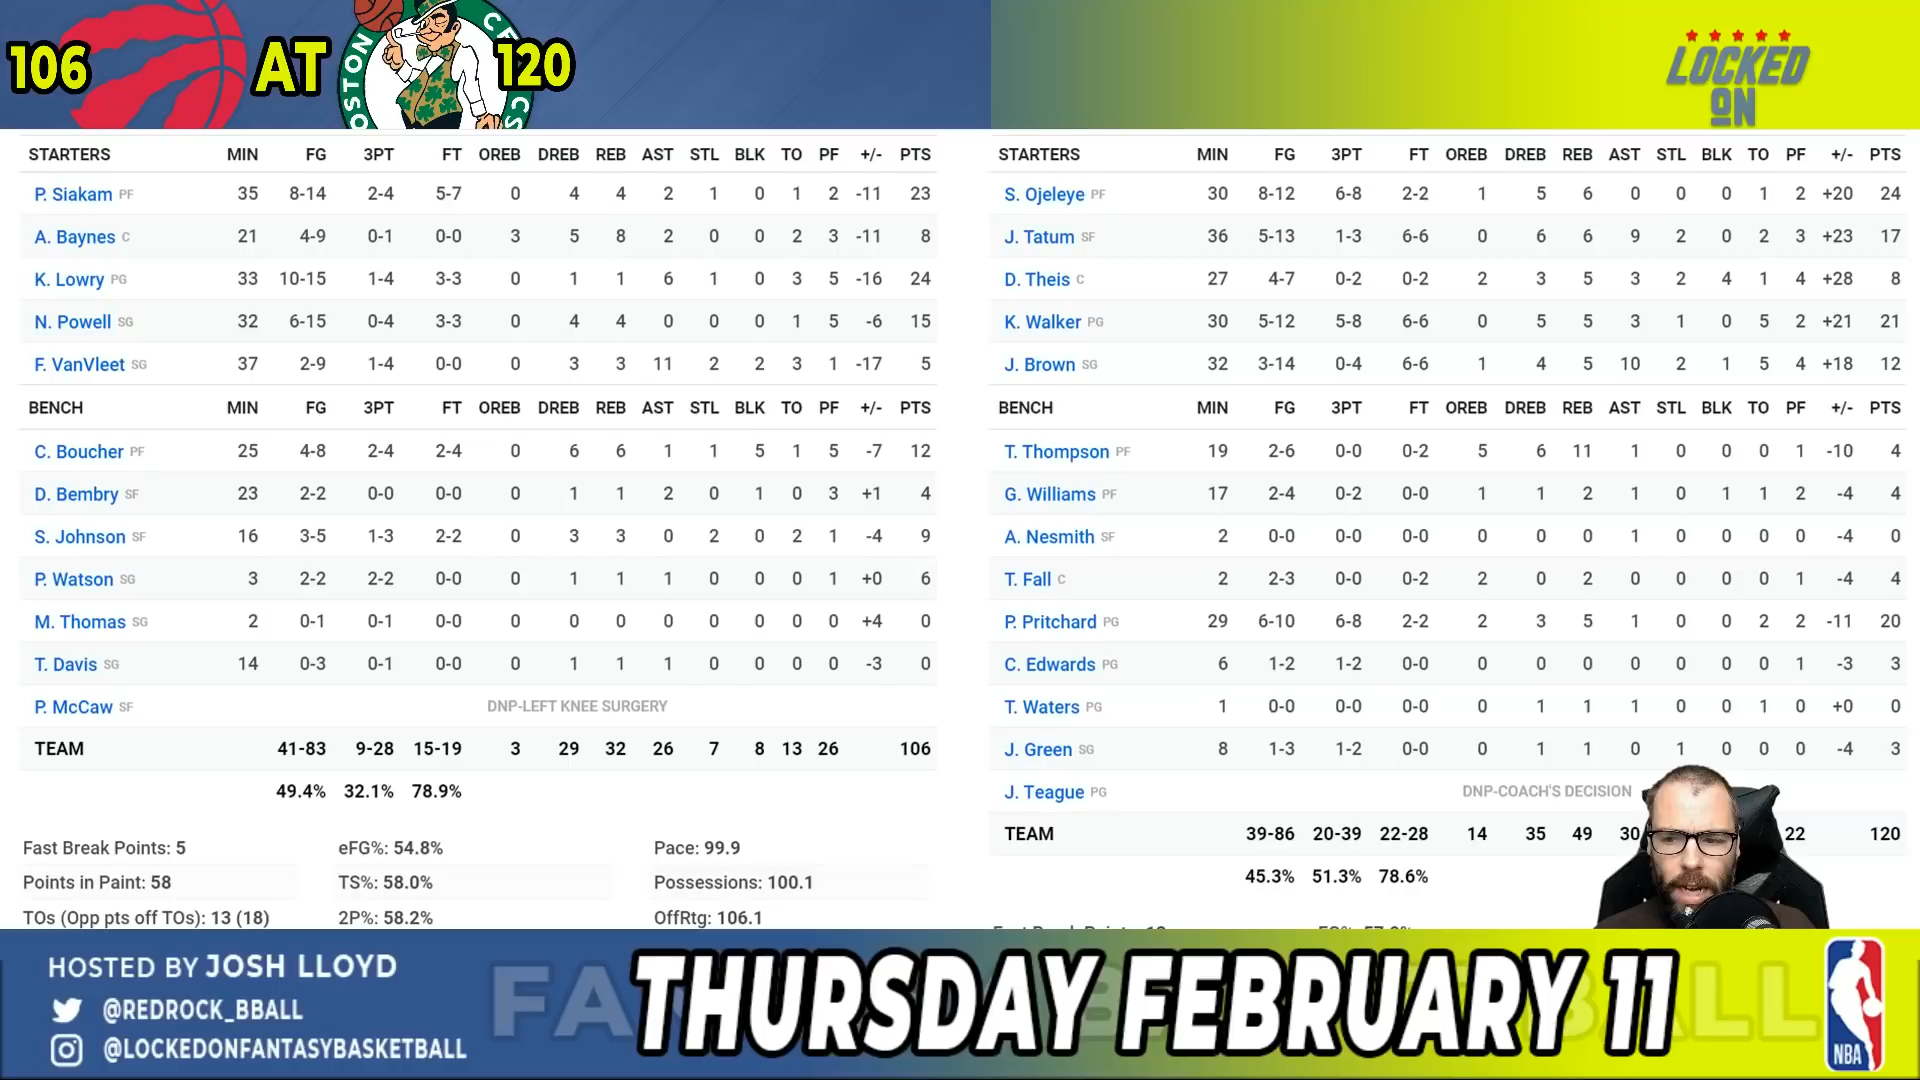 106 AT 120
BOSTON CELTICS
LOCKED
ON
STARTERS MIN FG 3PT FT OREB DREB REB AST STL BLK TO PF +/- PTS
P. Siakam PF 35 8-14 2-4 5-7 0 4 4 2 1 0 1 2 -11 23
A. Baynes C 21 4-9 0-1 0-0 3 5 8 2 0 0 2 3 -11 8
K. Lowry PG 33 10-15 1-4 3-3 0 1 1 6 1 0 3 5 -16 24
N. Powell SG 32 6-15 0-4 3-3 0 4 4 0 0 0 1 5 -6 15
F. VanVleet SG 37 2-9 1-4 0-0 0 3 3 11 2 2 3 1 -17 5
BENCH MIN FG 3PT FT OREB DREB REB AST STL BLK TO PF +/- PTS
C. Boucher PF 25 4-8 2-4 2-4 0 6 6 1 1 5 1 5 -7 12
D. Bembry SF 23 2-2 0-0 0-0 0 1 1 2 0 1 0 3 +1 4
S. Johnson SF 16 3-5 1-3 2-2 0 3 3 0 2 0 2 1 -4 9
P. Watson SG 3 2-2 2-2 0-0 0 1 1 1 0 0 0 1 +0 6
M. Thomas SG 2 0-1 0-1 0-0 0 0 0 0 0 0 0 0 +4 0
T. Davis SG 14 0-3 0-1 0-0 0 1 1 1 0 0 0 0 -3 0
P. McCaw SF DNP-LEFT KNEE SURGERY
TEAM 41-83 9-28 15-19 3 29 32 26 7 8 13 26 106
49.4% 32.1% 78.9%
Fast Break Points: 5 eFG%: 54.8% Pace: 99.9
Points in Paint: 58 TS%: 58.0% Possessions: 100.1
TOs (Opp pts off TOs): 13 (18) 2P%: 58.2% OffRtg: 106.1
STARTERS MIN FG 3PT FT OREB DREB REB AST STL BLK TO PF +/- PTS
S. Ojeleye PF 30 8-12 6-8 2-2 1 5 6 0 0 0 1 2 +20 24
J. Tatum SF 36 5-13 1-3 6-6 0 6 6 9 2 0 2 3 +23 17
D. Theis C 27 4-7 0-2 0-2 2 3 5 3 2 4 1 4 +28 8
K. Walker PG 30 5-12 5-8 6-6 0 5 5 3 1 0 5 2 +21 21
J. Brown SG 32 3-14 0-4 6-6 1 4 5 10 2 1 5 4 +18 12
BENCH MIN FG 3PT FT OREB DREB REB AST STL BLK TO PF +/- PTS
T. Thompson PF 19 2-6 0-0 0-2 5 6 11 1 0 0 0 1 -10 4
G. Williams PF 17 2-4 0-2 0-0 1 1 2 1 0 1 1 2 -4 4
A. Nesmith SF 2 0-0 0-0 0-0 0 0 0 1 0 0 0 0 -4 0
T. Fall C 2 2-3 0-0 0-2 2 0 2 0 0 0 0 1 -4 4
P. Pritchard PG 29 6-10 6-8 2-2 2 3 5 1 0 0 2 2 -11 20
C. Edwards PG 6 1-2 1-2 0-0 0 0 0 0 0 0 0 1 -3 3
T. Waters PG 1 0-0 0-0 0-0 0 1 1 1 0 0 1 0 +0 0
J. Green SG 8 1-3 1-2 0-0 0 1 1 0 1 0 0 0 -4 3
J. Teague PG DNP-COACH'S DECISION
TEAM 39-86 20-39 22-28 14 35 49 30 22 120
45.3% 51.3% 78.6%
HOSTED BY JOSH LLOYD
@REDROCK_BBALL
@LOCKEDONFANTASYBASKETBALL
THURSDAY FEBRUARY 11
NBA